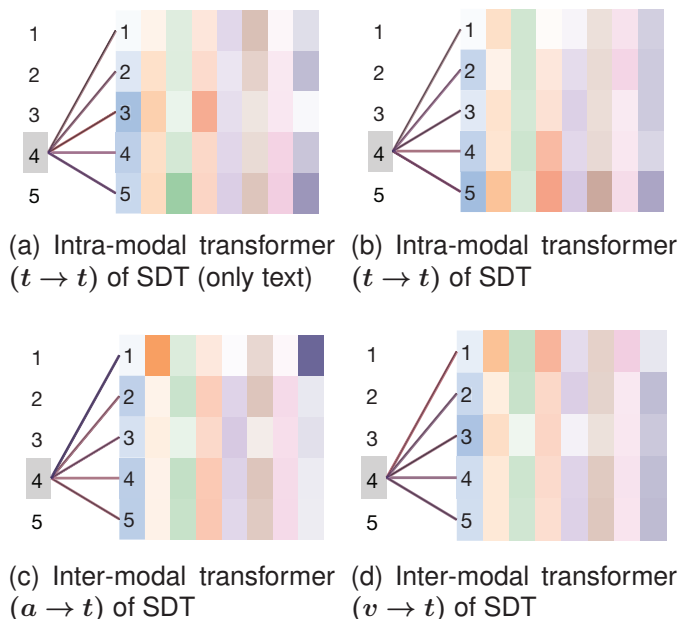 1 1 1 1
2 2 2 2
3 3 3 3
4 4 4 4
5 5 5 5
(a) Intra-modal transformer
(t → t) of SDT (only text)
(b) Intra-modal transformer
(t → t) of SDT
1 1 1 1
2 2 2 2
3 3 3 3
4 4 4 4
5 5 5 5
(c) Inter-modal transformer
(a → t) of SDT
(d) Inter-modal transformer
(v → t) of SDT